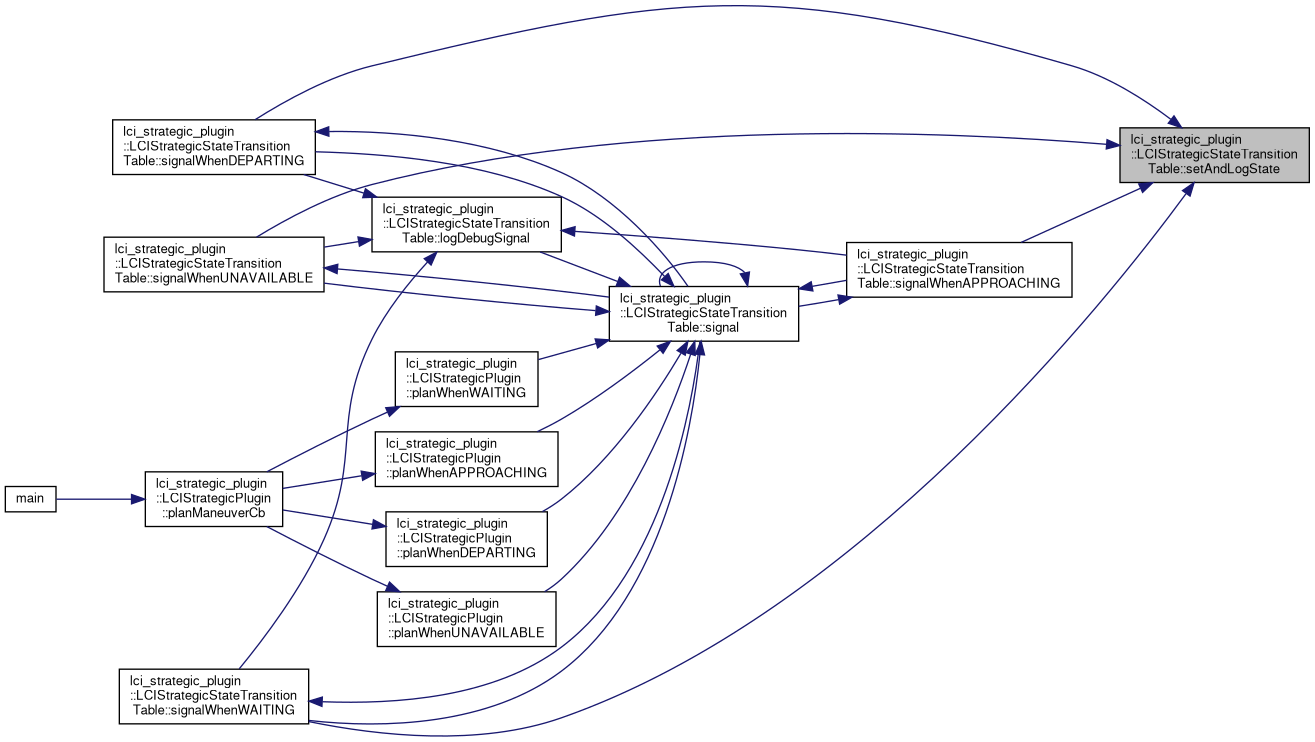 lci_strategic_plugin
::LCIStrategicStateTransition
Table::signalWhenDEPARTING
lci_strategic_plugin
::LCIStrategicStateTransition
Table::setAndLogState
lci_strategic_plugin
::LCIStrategicStateTransition
Table::logDebugSignal
lci_strategic_plugin
::LCIStrategicStateTransition
Table::signalWhenUNAVAILABLE
lci_strategic_plugin
::LCIStrategicStateTransition
Table::signalWhenAPPROACHING
lci_strategic_plugin
::LCIStrategicStateTransition
Table::signal
lci_strategic_plugin
::LCIStrategicPlugin
::planWhenWAITING
lci_strategic_plugin
::LCIStrategicPlugin
::planWhenAPPROACHING
main
lci_strategic_plugin
::LCIStrategicPlugin
::planManeuverCb
lci_strategic_plugin
::LCIStrategicPlugin
::planWhenDEPARTING
lci_strategic_plugin
::LCIStrategicPlugin
::planWhenUNAVAILABLE
lci_strategic_plugin
::LCIStrategicStateTransition
Table::signalWhenWAITING